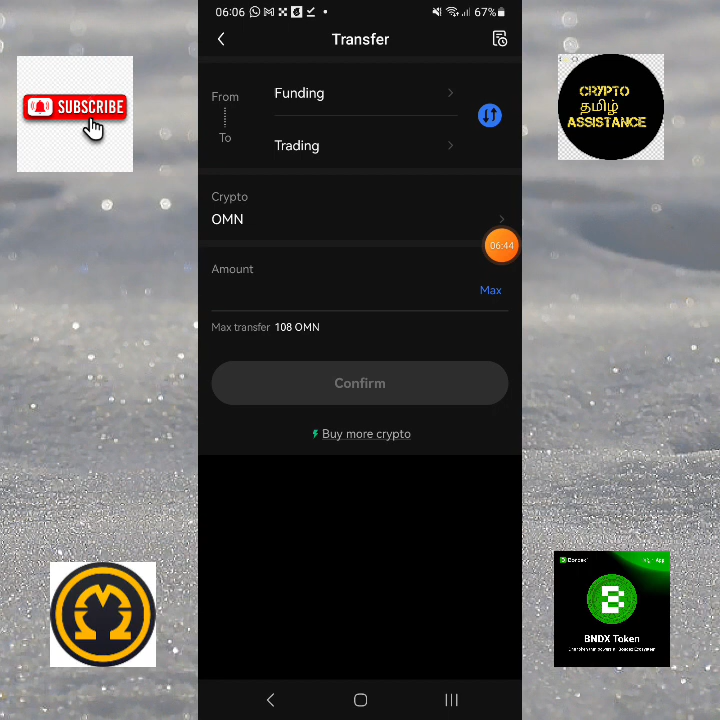 06:06
67%
Transfer
From
Funding
To
Trading
Crypto
OMN
06:44
Amount
Max
Max transfer 108 OMN
Confirm
Buy more crypto
SUBSCRIBE
CRYPTO
தமிழ்
ASSISTANCE
BNDX Token